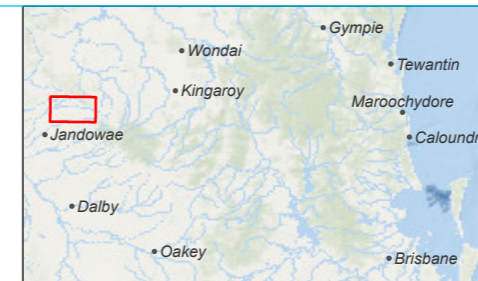 Gympie
Wondai
Tewantin
Kingaroy
Maroochydore
Jandowae
Caloundr
Dalby
Oakey
Brisbane